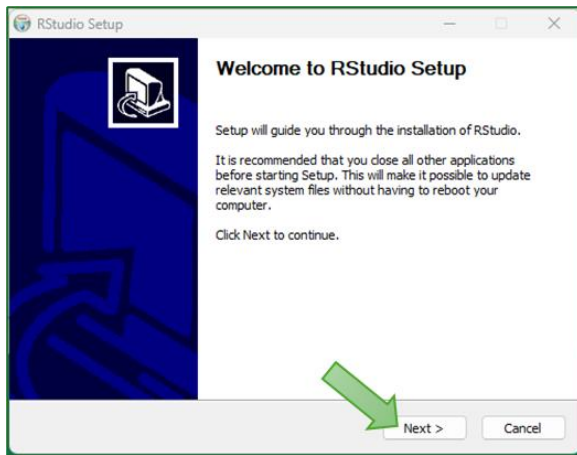 RStudio Setup
Welcome to RStudio Setup
Setup will guide you through the installation of RStudio.
It is recommended that you close all other applications
before starting Setup. This will make it possible to update
relevant system files without having to reboot your
computer.
Click Next to continue.
Next >
Cancel